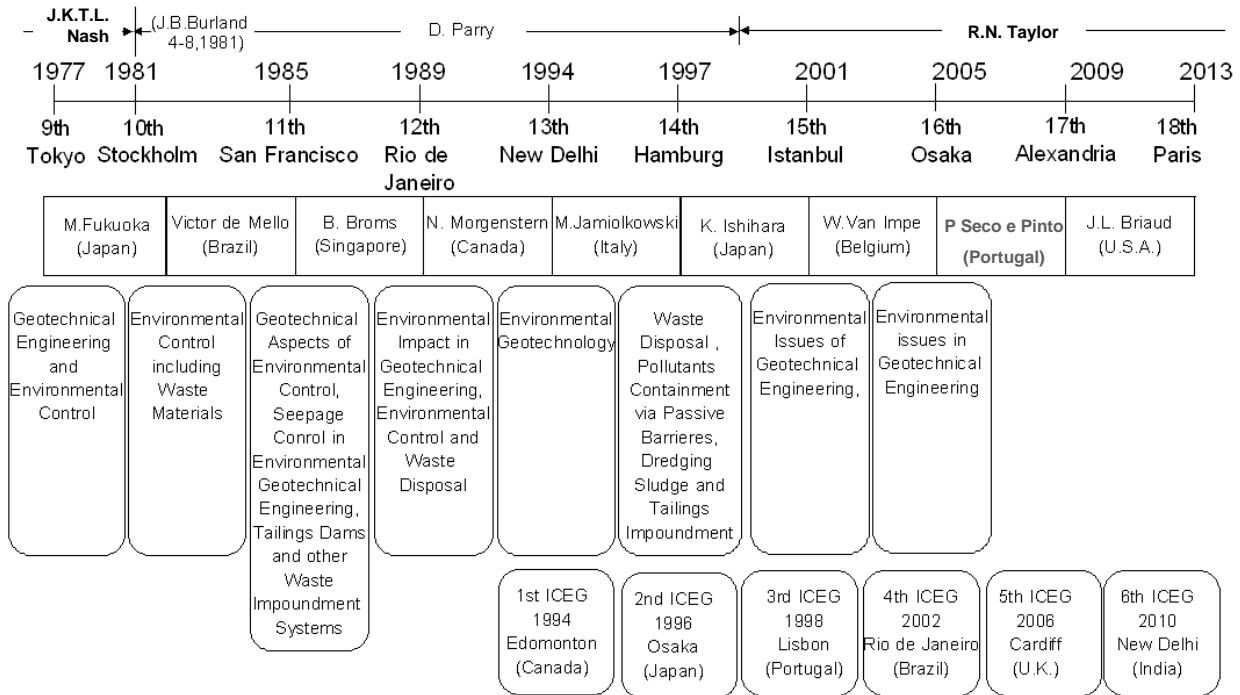 J.K.T.L.
Nash
(J.B.Burland
4-8,1981)
D. Parry
R.N. Taylor
1977 1981 1985 1989 1994 1997 2001 2005 2009 2013
9th 10th 11th 12th 13th 14th 15th 16th 17th 18th
Tokyo Stockholm San Francisco Rio de New Delhi Hamburg Istanbul Osaka Alexandria Paris
Janeiro
M.Fukuoka
(Japan)
Victor de Mello
(Brazil)
B. Broms
(Singapore)
N. Morgenstern
(Canada)
M.Jamiolkowski
(Italy)
K. Ishihara
(Japan)
W.Van Impe
(Belgium)
P Seco e Pinto
(Portugal)
J.L. Briaud
(U.S.A.)
Geotechnical
Engineering
and
Environmental
Control
Environmental
Control
including
Waste
Materials
Geotechnical
Aspects of
Environmental
Control,
Seepage
Conrol in
Environmental
Geotechnical
Engineering,
Tailings Dams
and other
Waste
Impoundment
Systems
Environmental
Impact in
Geotechnical
Engineering,
Environmental
Control and
Waste
Disposal
Environmental
Geotechnology
Waste
Disposal ,
Pollutants
Containment
via Passive
Barrieres,
Dredging
Sludge and
Tailings
Impoundment
Environmental
Issues of
Geotechnical
Engineering,
Environmental
issues in
Geotechnical
Engineering
1st ICEG
1994
Edomonton
(Canada)
2nd ICEG
1996
Osaka
(Japan)
3rd ICEG
1998
Lisbon
(Portugal)
4th ICEG
2002
Rio de Janeiro
(Brazil)
5th ICEG
2006
Cardiff
(U.K.)
6th ICEG
2010
New Delhi
(India)